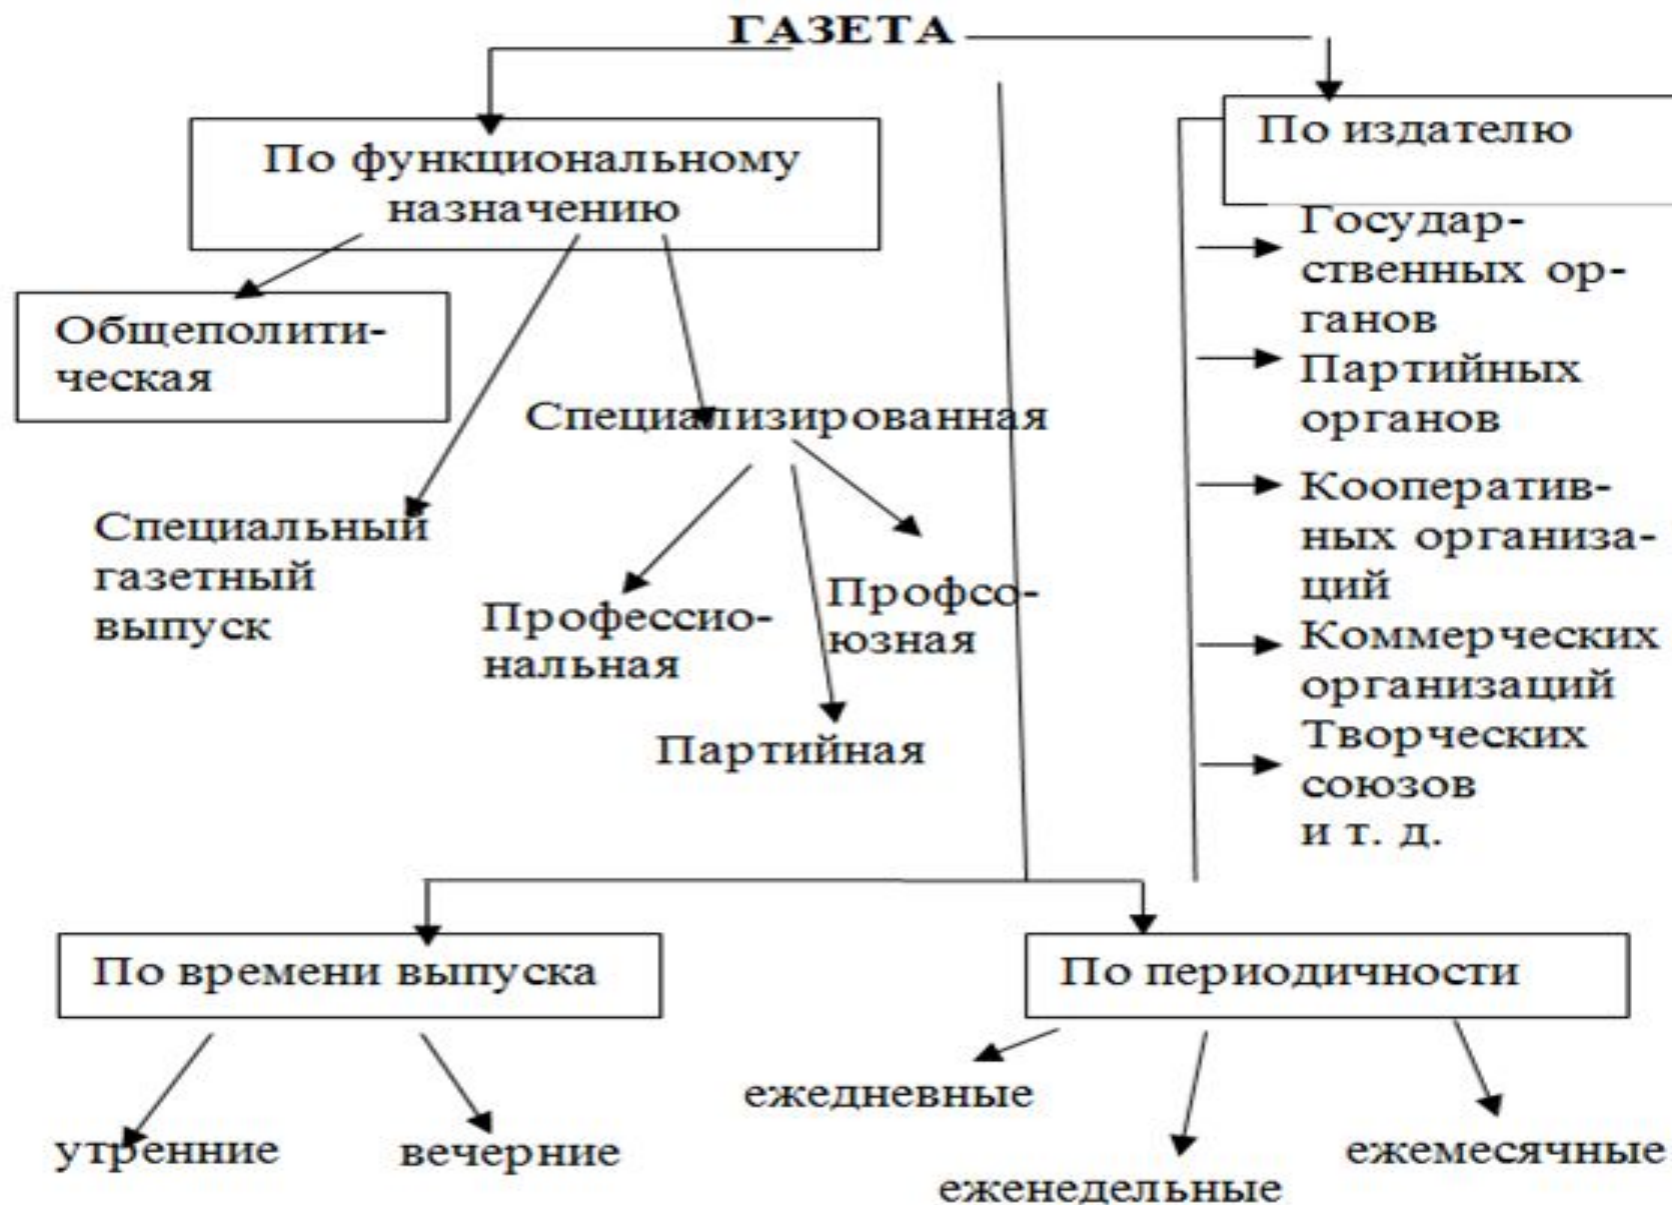 ГАЗЕТА
По функциональному
назначению
Общеполити-
ческая
Специальный
газетный
выпуск
Специализированная
Профессио-
нальная
Партийная
Профсо-
юзная
По издателю
Государ-
ственных ор-
ганов
Партийных
органов
Кооператив-
ных организа-
ций
Коммерческих
организаций
Творческих
союзов
и т. д.
По времени выпуска
утренние
вечерние
По периодичности
ежедневные
еженедельные
ежемесячные